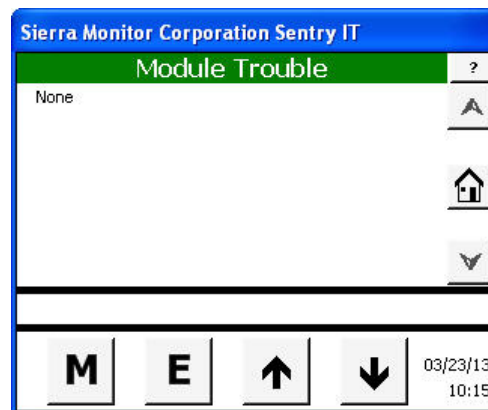 Sierra Monitor Corporation Sentry IT
Module Trouble
?
None
M
E
03/23/13
10:15